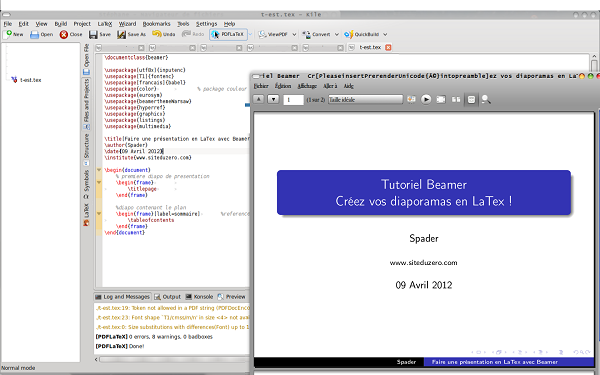 t-est.tex - Kile
File Edit View Build Project LaTeX Wizard Bookmarks Tools Settings Help
New Open Close Save Save As Undo Redo PDFLaTeX ViewPDF Convert QuickBuild
t-est.tex
t-est.tex
Open File
Files and Projects
Structure
Symbols
LaTeX
\documentclass{beamer}
\usepackage[utf8x]{inputenc}
\usepackage[T1]{fontenc}
\usepackage[francais]{babel}
\usepackage{color} % package couleur
\usepackage{eurosym}
\usepackage{beamerthemeWarsaw}
\usepackage{hyperref}
\usepackage{graphics}
\usepackage{listings}
\usepackage{multimedia}
\title[Faire une présentation en LaTex avec Beamer
\author{Spader}
\date{09 Avril 2012}
\institute{www.siteduzero.com}
\begin{document}
% premiere diapo de presentation
\begin{frame}
\titlepage
\end{frame}
%diapo contenant le plan
\begin{frame}[label=sommaire] %reference
\tableofcontents
\end{frame}
\end{document}
Log and Messages Output Konsole Preview
./t-est.tex:19: Token not allowed in a PDF string (PDFDocEnco
./t-est.tex:23: Font shape `T1/cmss/m/n' in size <4> not ava
./t-est.tex:0: Size substitutions with differences(Font) up to 1
[PDFLaTeX] 0 errors, 8 warnings, 0 badboxes
[PDFLaTeX] Done!
Normal mode
iel Beamer Cr[PleaseinsertPrerenderUnicode{Ã©}intopreamble]ez vos diaporamas en LaT
Fichier Édition Affichage Aller à Aide
1 (1 sur 2) Taille idéale
Tutoriel Beamer
Créez vos diaporamas en LaTex !
Spader
www.siteduzero.com
09 Avril 2012
Spader Faire une présentation en LaTex avec Beamer